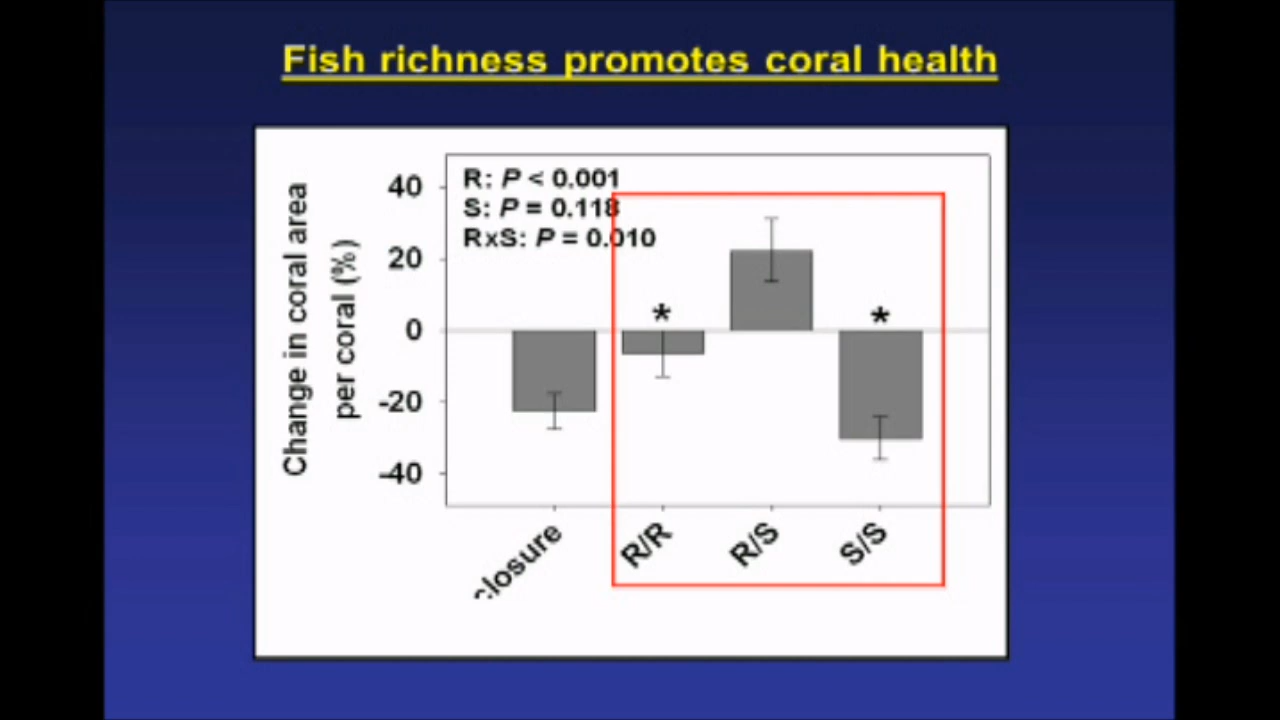 Fish richness promotes coral health
R: P < 0.001
S: P = 0.118
RxS: P = 0.010
Change in coral area
per coral (%)
40
20
0
-20
-40
*
*
closure
R/R
R/S
S/S